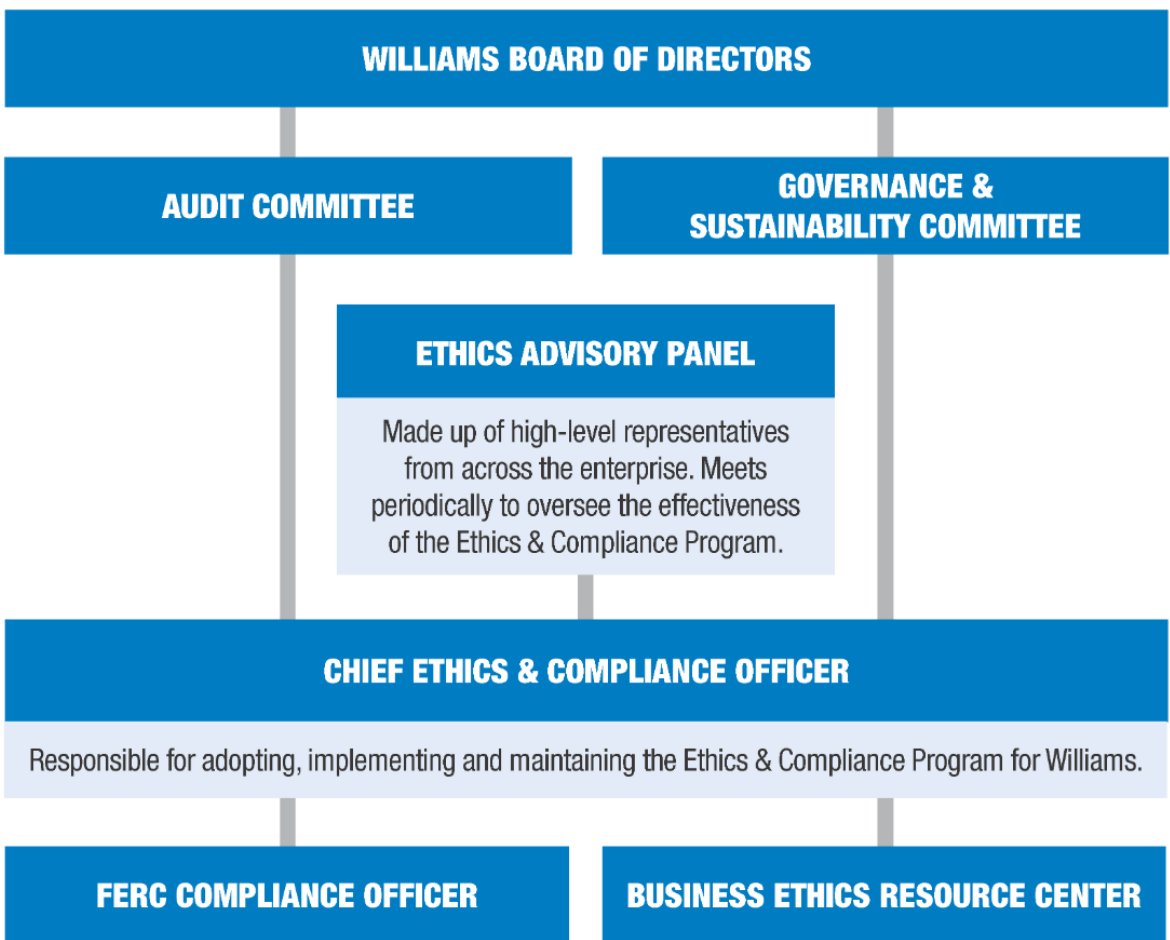 WILLIAMS BOARD OF DIRECTORS
AUDIT COMMITTEE
GOVERNANCE &
SUSTAINABILITY COMMITTEE
ETHICS ADVISORY PANEL
Made up of high-level representatives
from across the enterprise. Meets
periodically to oversee the effectiveness
of the Ethics & Compliance Program.
CHIEF ETHICS & COMPLIANCE OFFICER
Responsible for adopting, implementing and maintaining the Ethics & Compliance Program for Williams.
FERC COMPLIANCE OFFICER
BUSINESS ETHICS RESOURCE CENTER